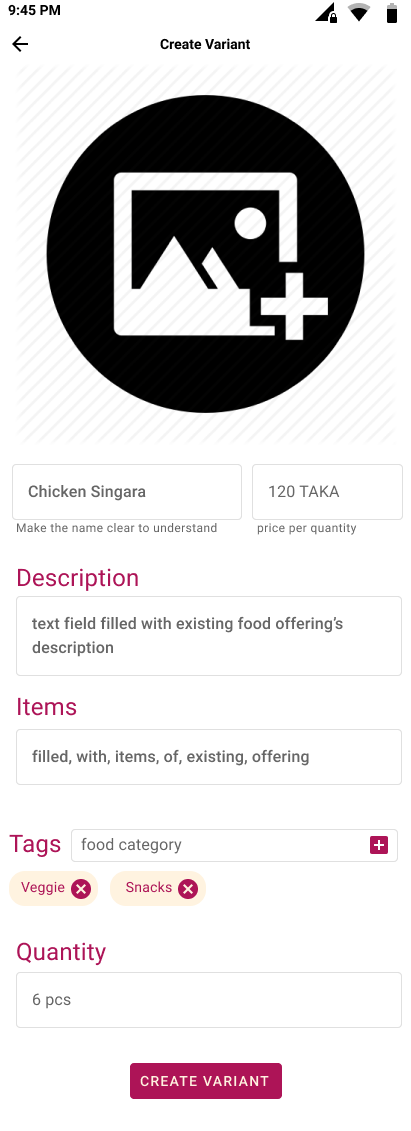 9:45 PM
Create Variant
Chicken Singara
120 TAKA
Make the name clear to understand
price per quantity
Description
text field filled with existing food offering’s
description
Items
filled, with, items, of, existing, offering
Tags
food category
Veggie
Snacks
Quantity
6 pcs
CREATE VARIANT